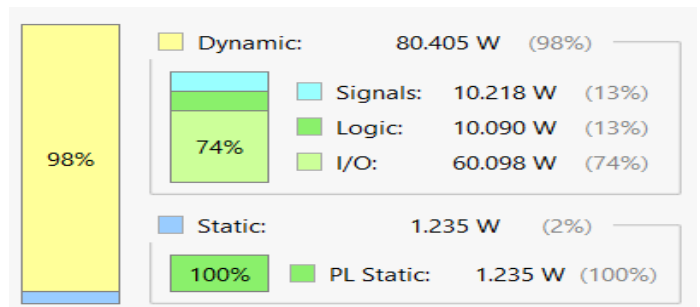 Dynamic: 80.405 W (98%)
Signals: 10.218 W (13%)
Logic: 10.090 W (13%)
74%
98%
I/O: 60.098 W (74%)
Static: 1.235 W (2%)
100%
PL Static: 1.235 W (100%)